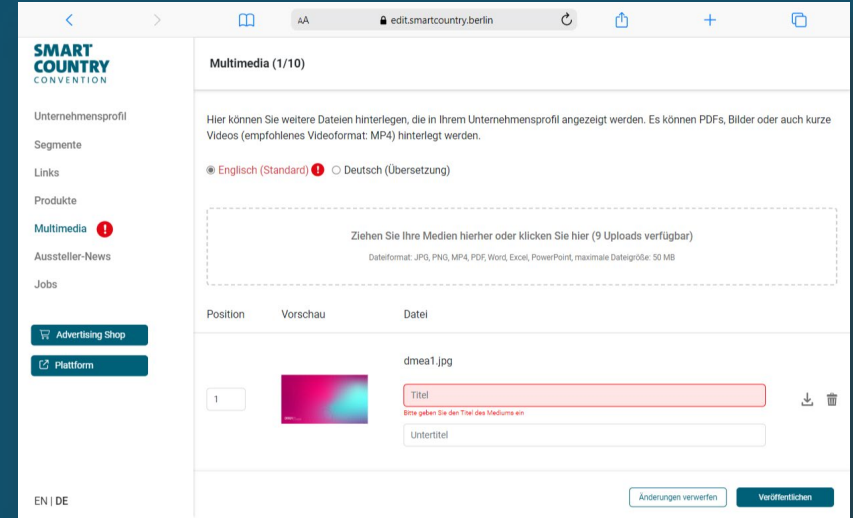 AA
edit.smartcountry.berlin
SMART
COUNTRY
CONVENTION
Unternehmensprofil
Segmente
Links
Produkte
Multimedia
Aussteller-News
Jobs
Advertising Shop
Plattform
EN | DE
Multimedia (1/10)
Hier können Sie weitere Dateien hinterlegen, die in Ihrem Unternehmensprofil angezeigt werden. Es können PDFs, Bilder oder auch kurze
Videos (empfohlenes Videoformat: MP4) hinterlegt werden.
Englisch (Standard) ! Deutsch (Übersetzung)
Ziehen Sie Ihre Medien hierher oder klicken Sie hier (9 Uploads verfügbar)
Dateiformat: JPG, PNG, MP4, PDF, Word, Excel, PowerPoint, maximale Dateigröße: 50 MB
Position Vorschau Datei
dmea1.jpg
1
Titel
Bitte geben Sie den Titel des Mediums ein
Untertitel
Änderungen verwerfen
Veröffentlichen